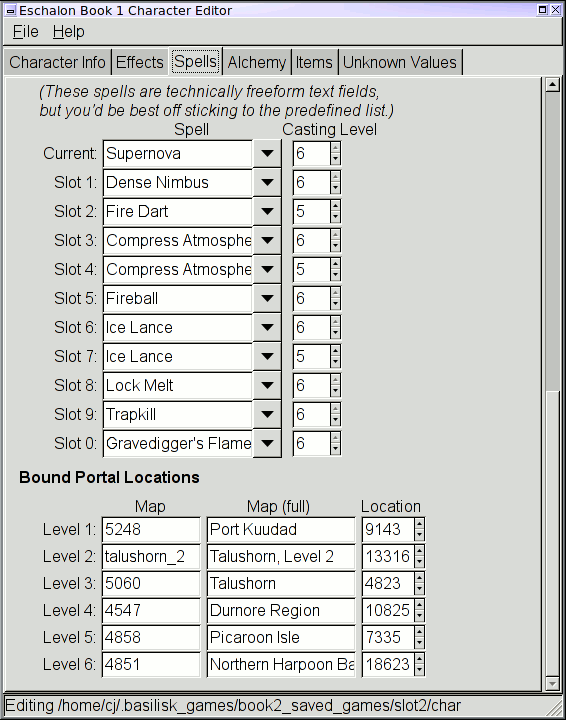 Eschalon Book 1 Character Editor
File Help
Character Info Effects Spells Alchemy Items Unknown Values
(These spells are technically freeform text fields,
but you'd be best off sticking to the predefined list.)
Spell Casting Level
Current: Supernova 6
Slot 1: Dense Nimbus 6
Slot 2: Fire Dart 5
Slot 3: Compress Atmosphe 6
Slot 4: Compress Atmosphe 5
Slot 5: Fireball 6
Slot 6: Ice Lance 6
Slot 7: Ice Lance 5
Slot 8: Lock Melt 6
Slot 9: Trapkill 6
Slot 0: Gravedigger's Flame 6
Bound Portal Locations
Map Map (full) Location
Level 1: 5248 Port Kuudad 9143
Level 2: talushorn_2 Talushorn, Level 2 13316
Level 3: 5060 Talushorn 4823
Level 4: 4547 Durnore Region 10825
Level 5: 4858 Picaroon Isle 7335
Level 6: 4851 Northern Harpoon Ba 18623
Editing /home/cj/.basilisk_games/book2_saved_games/slot2/char